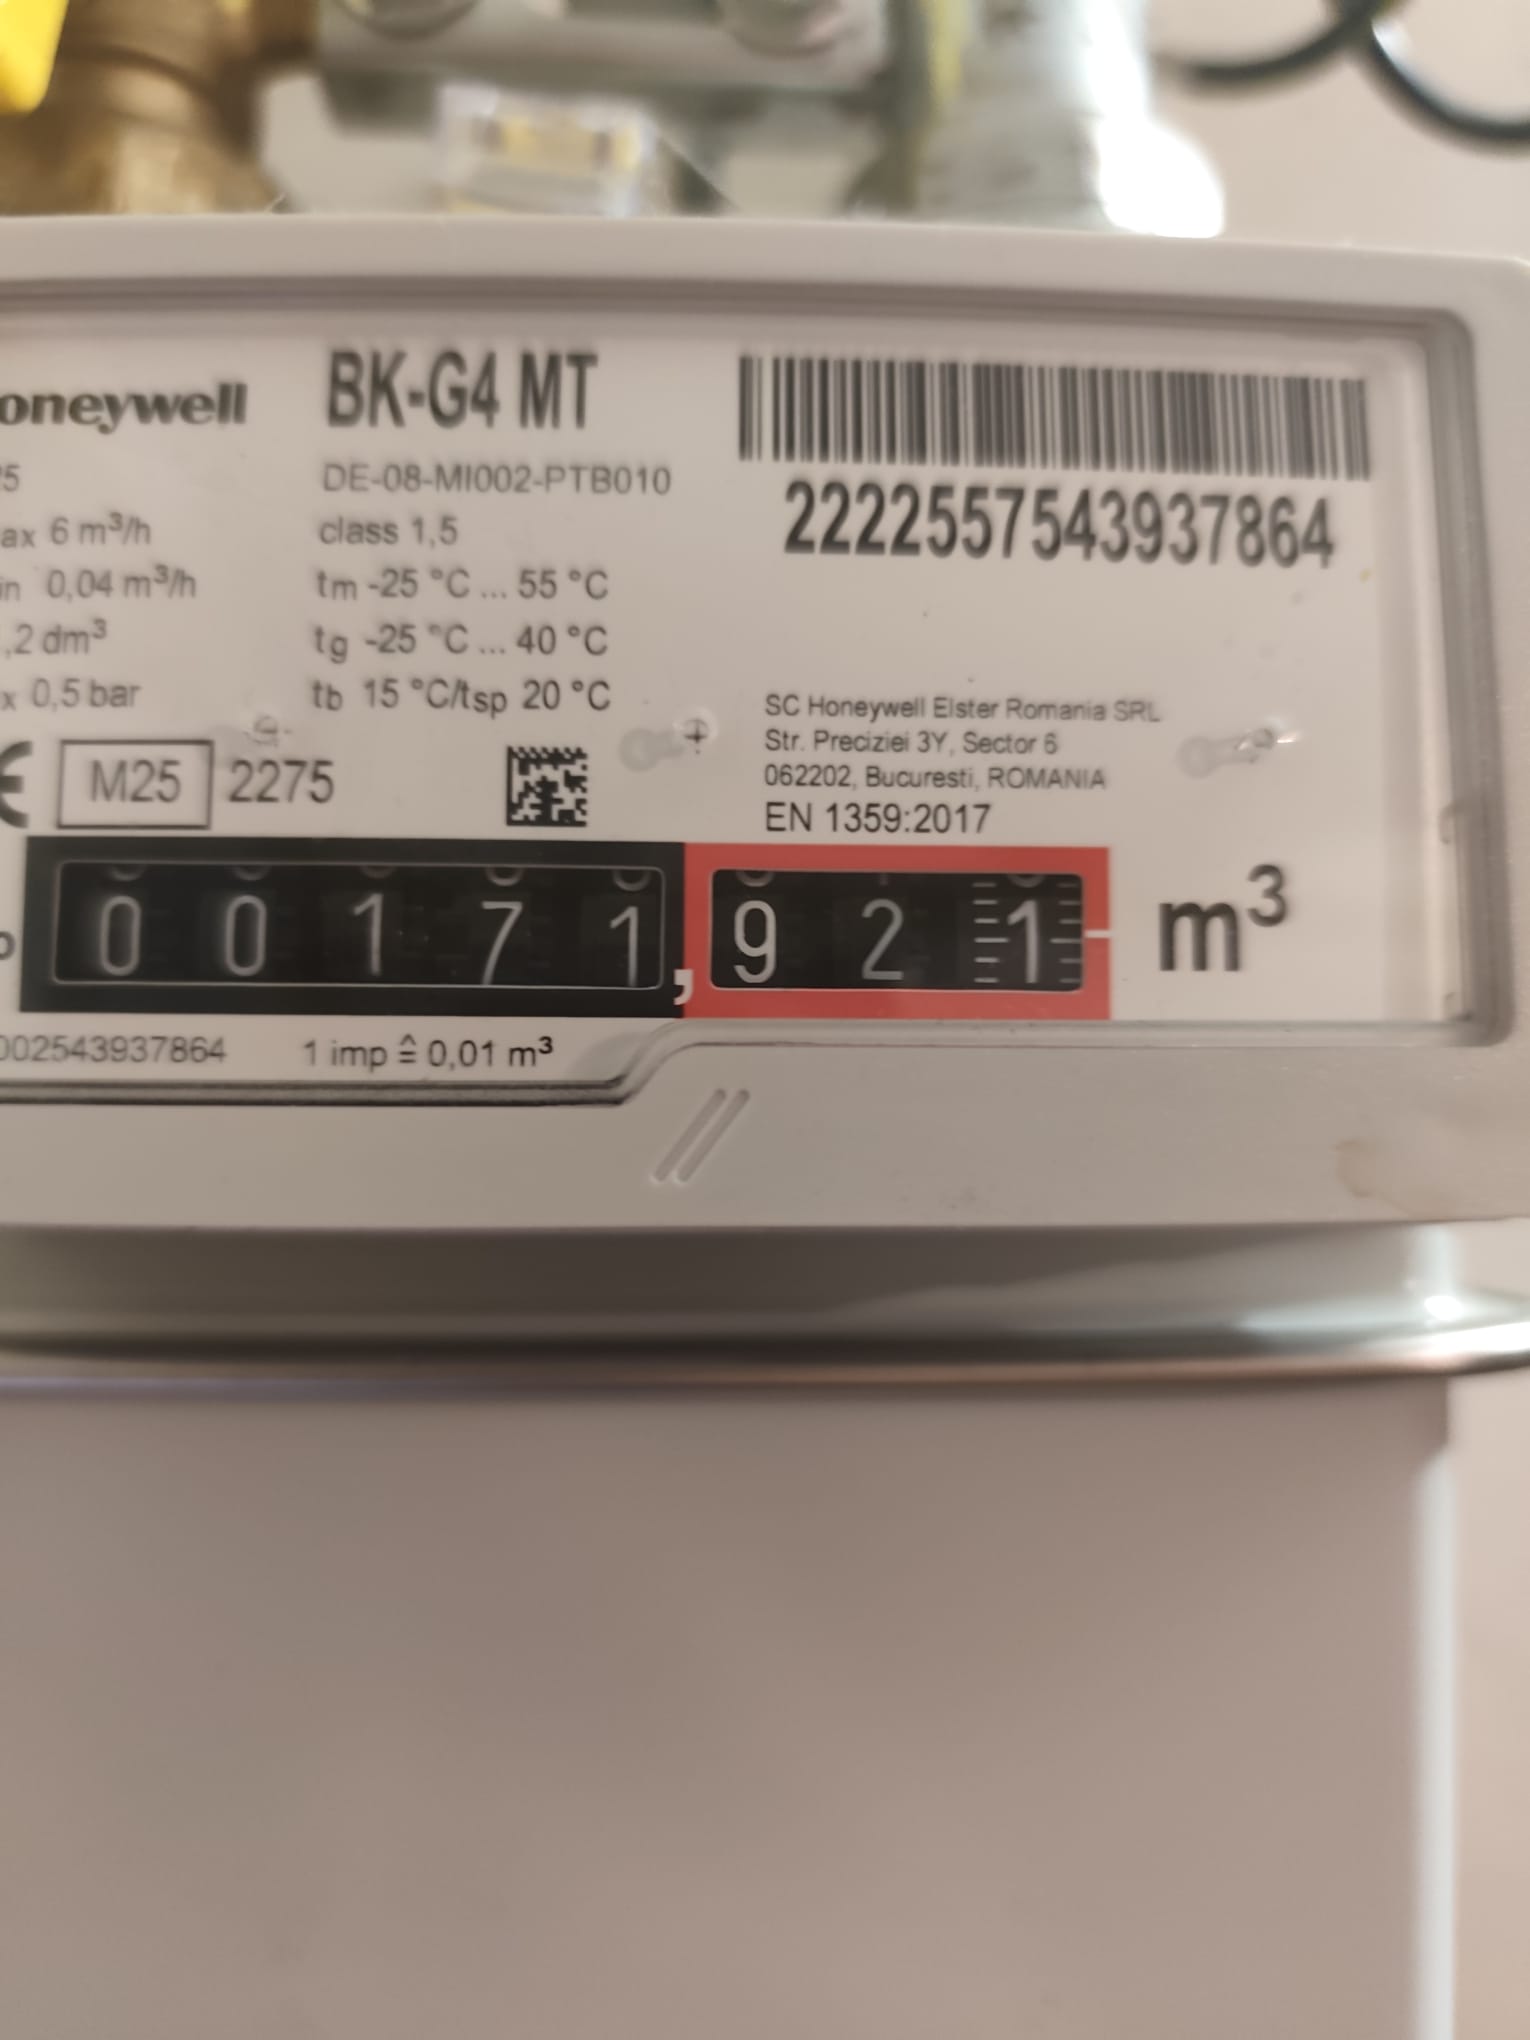 oneywell
BK-G4 MT
2222557543937864
25
ax 6 m³/h
in 0,04 m³/h
,2 dm³
x 0,5 bar
DE-08-MI002-PTB010
class 1,5
tm -25 °C ... 55 °C
tg -25 °C ... 40 °C
tb 15 °C/tsp 20 °C
SC Honeywell Elster Romania SRL
Str. Preciziei 3Y, Sector 6
062202, Bucuresti, ROMANIA
EN 1359:2017
CE M25 2275
00171,921 m³
002543937864
1 imp ≙ 0,01 m³